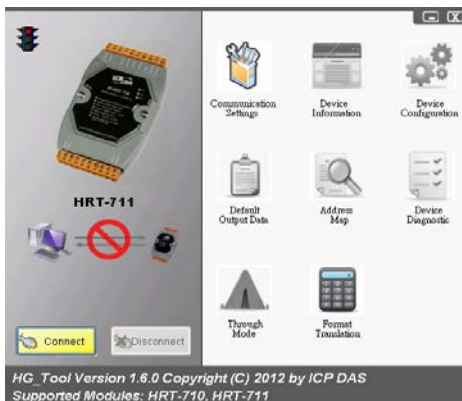 HRT-711
Connect
Disconnect
Communication
Settings
Device
Information
Device
Configuration
Default
Output Data
Address
Map
Device
Diagnostic
Through
Mode
Format
Translation
HG_Tool Version 1.6.0 Copyright (C) 2012 by ICP DAS
Supported Modules: HRT-710, HRT-711